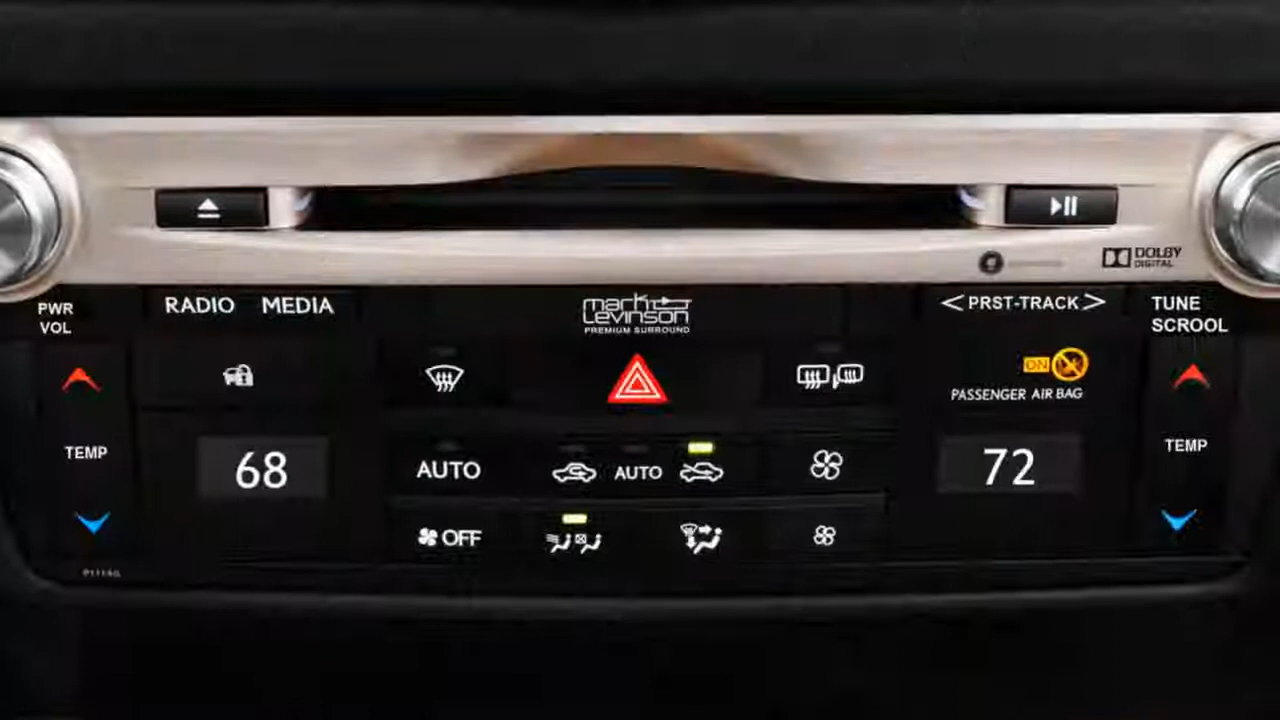 DOLBY
DIGITAL
PWR
VOL
RADIO MEDIA
mark
Levinson
PREMIUM SURROUND
<PRST-TRACK>
TUNE
SCROOL
ON
PASSENGER AIR BAG
TEMP
68
AUTO
AUTO
72
TEMP
OFF